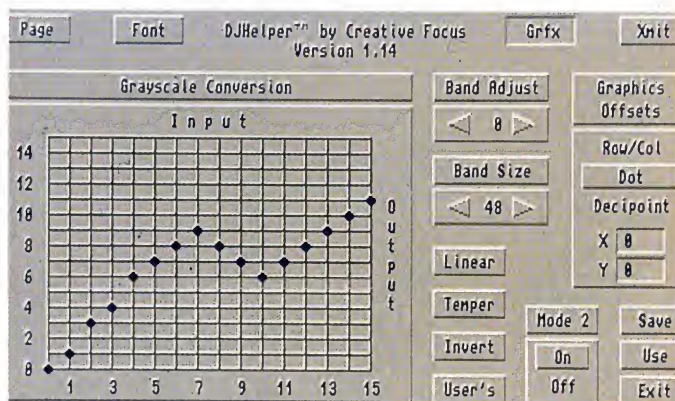 Page
Font
DJHelper™ by Creative Focus
Version 1.14
Grfx
Xmit
Grayscale Conversion
Input
14
12
10
8
6
4
2
0
1 3 5 7 9 11 13 15
Output
Band Adjust
0
Band Size
48
Linear
Temper
Invert
User's
Graphics
Offsets
Row/Col
Dot
Decipoint
X 0
Y 0
Mode 2
On
Off
Save
Use
Exit